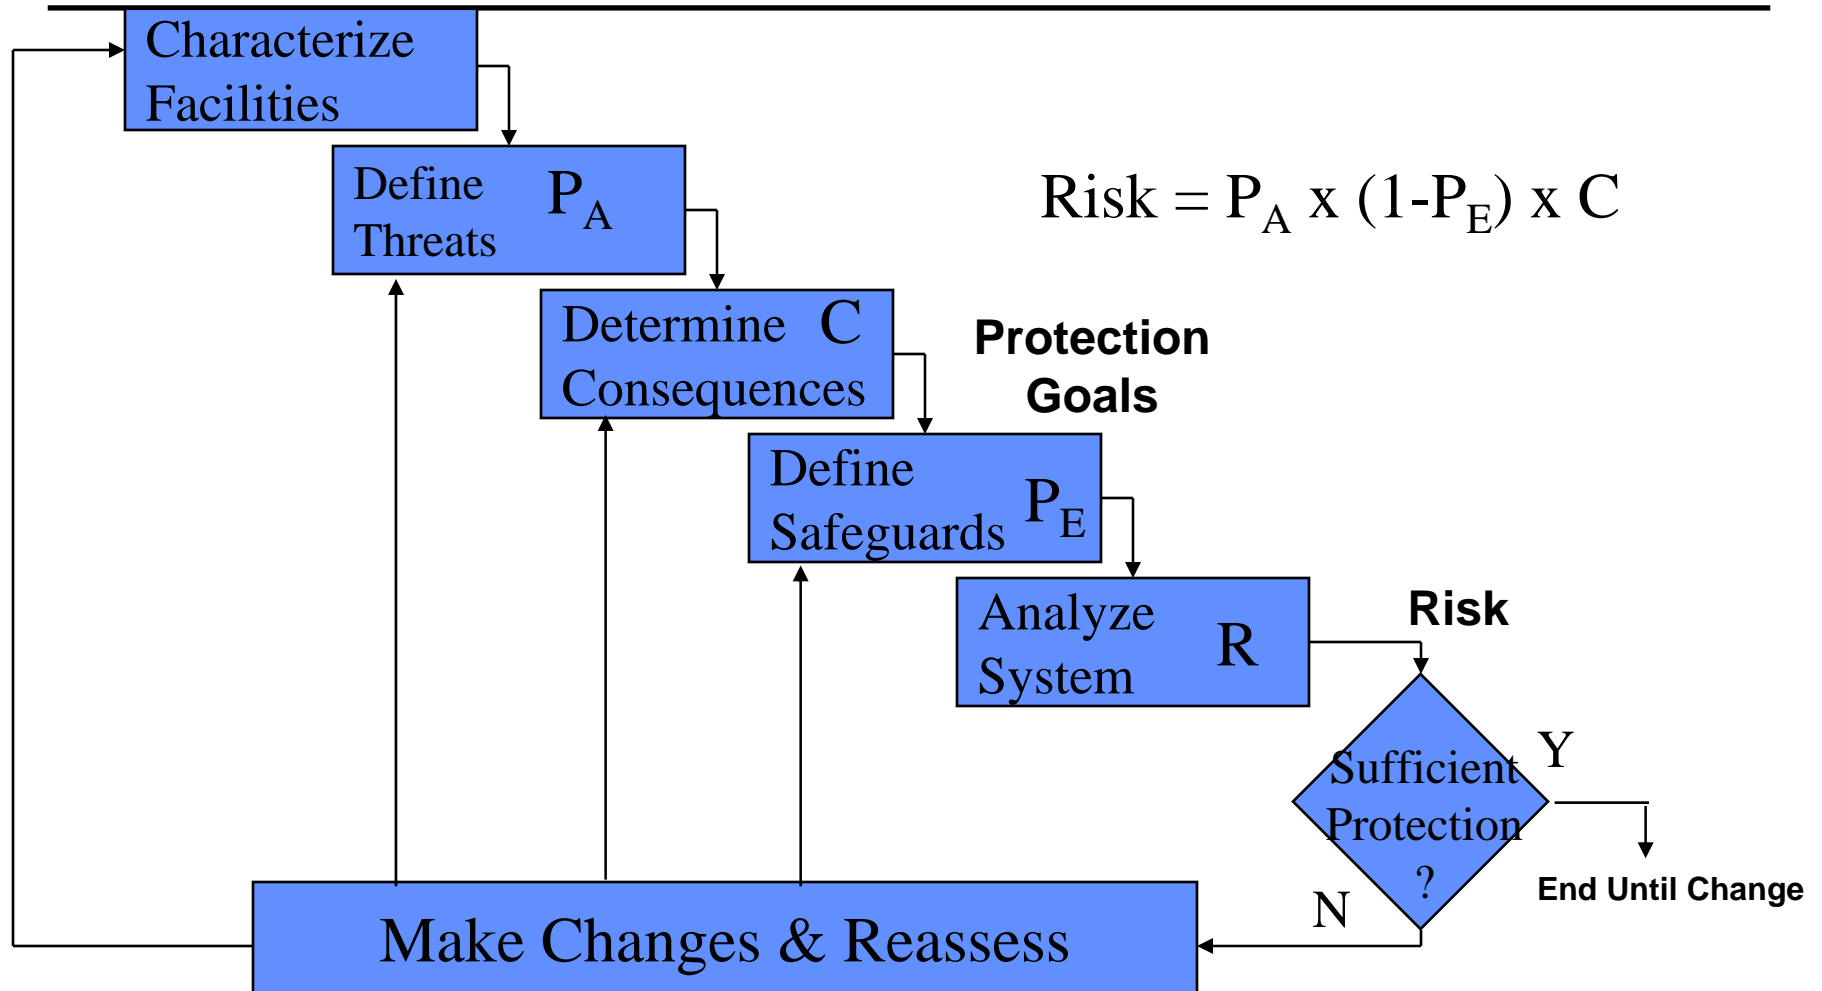 Characterize
Facilities
Define P_A
Threats
Risk = P_A x (1-P_E) x C
Determine C
Consequences
Protection
Goals
Define
Safeguards P_E
Analyze
System R
Risk
Sufficient
Protection
?
Y
N
End Until Change
Make Changes & Reassess